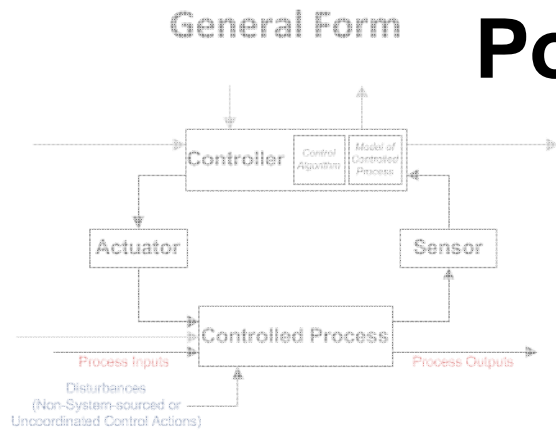 General Form
Po
Controller
Control
Algorithm
Model of
Controlled
Process
Actuator
Sensor
Controlled Process
Process Inputs
Process Outputs
Disturbances
(Non-System-sourced or
Uncoordinated Control Actions)